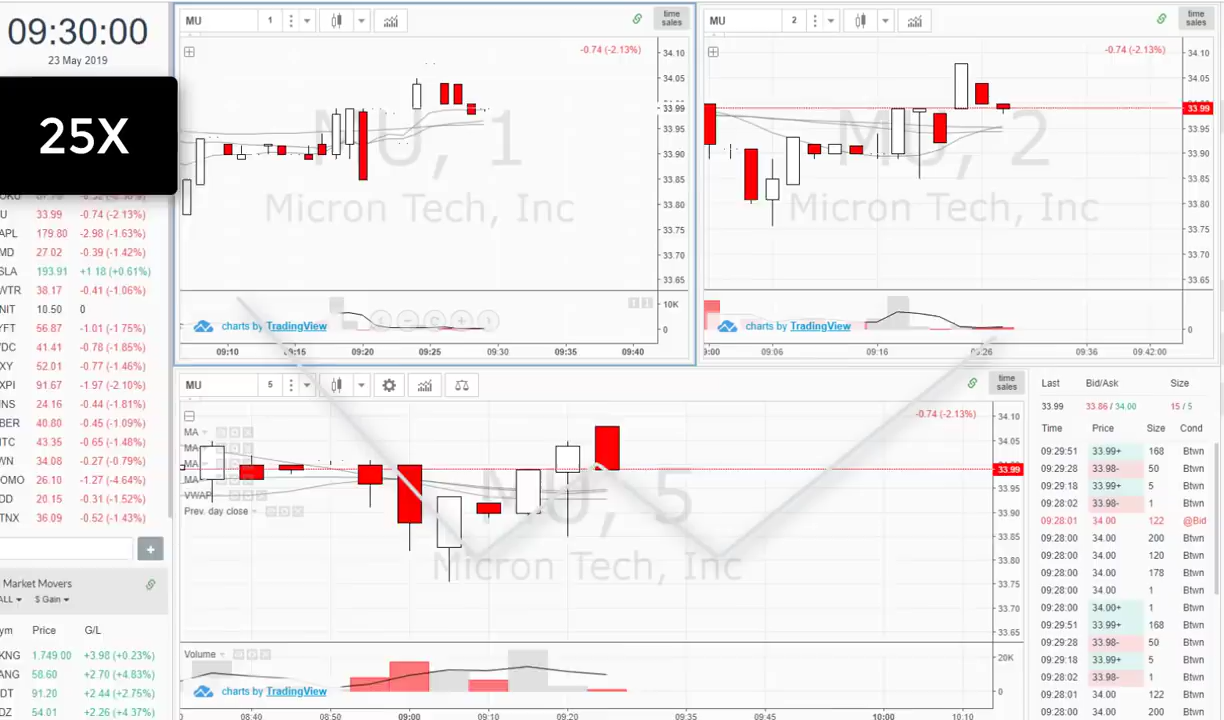 09:30:00
23 May 2019
25X
U 33.99 -0.74 (-2.13%)
APL 179.80 -2.98 (-1.63%)
MD 27.02 -0.39 (-1.42%)
SLA 193.91 +1.18 (+0.61%)
WTR 38.17 -0.41 (-1.06%)
NIT 10.50 0
YFT 56.87 -1.01 (-1.75%)
DC 41.41 -0.78 (-1.85%)
XY 52.01 -0.77 (-1.46%)
XPI 91.67 -1.97 (-2.10%)
NS 24.16 -0.44 (-1.81%)
BER 40.80 -0.45 (-1.09%)
TC 43.35 -0.65 (-1.48%)
WN 34.08 -0.27 (-0.79%)
OMO 26.10 -1.27 (-4.64%)
DD 20.15 -0.31 (-1.52%)
TNX 36.09 -0.52 (-1.43%)
Market Movers
ALL $ Gain
ym Price G/L
KNG 1,749.00 +3.98 (+0.23%)
ANG 58.60 +2.70 (+4.83%)
DT 91.20 +2.44 (+2.75%)
DZ 54.01 +2.26 (+4.37%)
MU 1
time
sales
-0.74 (-2.13%)
MU, 1
Micron Tech, Inc
34.10
34.05
33.99
33.95
33.90
33.85
33.80
33.75
33.70
33.65
10K
0
charts by TradingView
09:10 09:15 09:20 09:25 09:30 09:35 09:40
MU 2
time
sales
-0.74 (-2.13%)
MU, 2
Micron Tech, Inc
34.10
34.05
33.99
33.95
33.90
33.85
33.80
33.75
33.70
33.65
0
charts by TradingView
9:00 09:06 09:16 09:26 09:36 09:42:00
MU 5
time
sales
-0.74 (-2.13%)
MA
MA
MA
MA
VWAP
Prev. day close
MU, 5
Micron Tech, Inc
34.10
34.05
33.99
33.95
33.90
33.85
33.80
33.75
33.70
33.65
Volume
20K
0
charts by TradingView
08:40 08:50 09:00 09:10 09:20 09:35 09:45 10:00 10:10
Last Bid/Ask Size
33.99 33.86 / 34.00 15 / 5
Time Price Size Cond
09:29:51 33.99+ 168 Btwn
09:29:28 33.98- 50 Btwn
09:29:18 33.99+ 5 Btwn
09:28:02 33.98- 1 Btwn
09:28:01 34.00 122 @Bid
09:28:00 34.00 200 Btwn
09:28:00 34.00 120 Btwn
09:28:00 34.00 178 Btwn
09:28:00 34.00 1 Btwn
09:28:00 34.00+ 1 Btwn
09:29:51 33.99+ 168 Btwn
09:29:28 33.98- 50 Btwn
09:29:18 33.99+ 5 Btwn
09:28:02 33.98- 1 Btwn
09:28:01 34.00 122 Btwn
09:28:00 34.00 200 Btwn